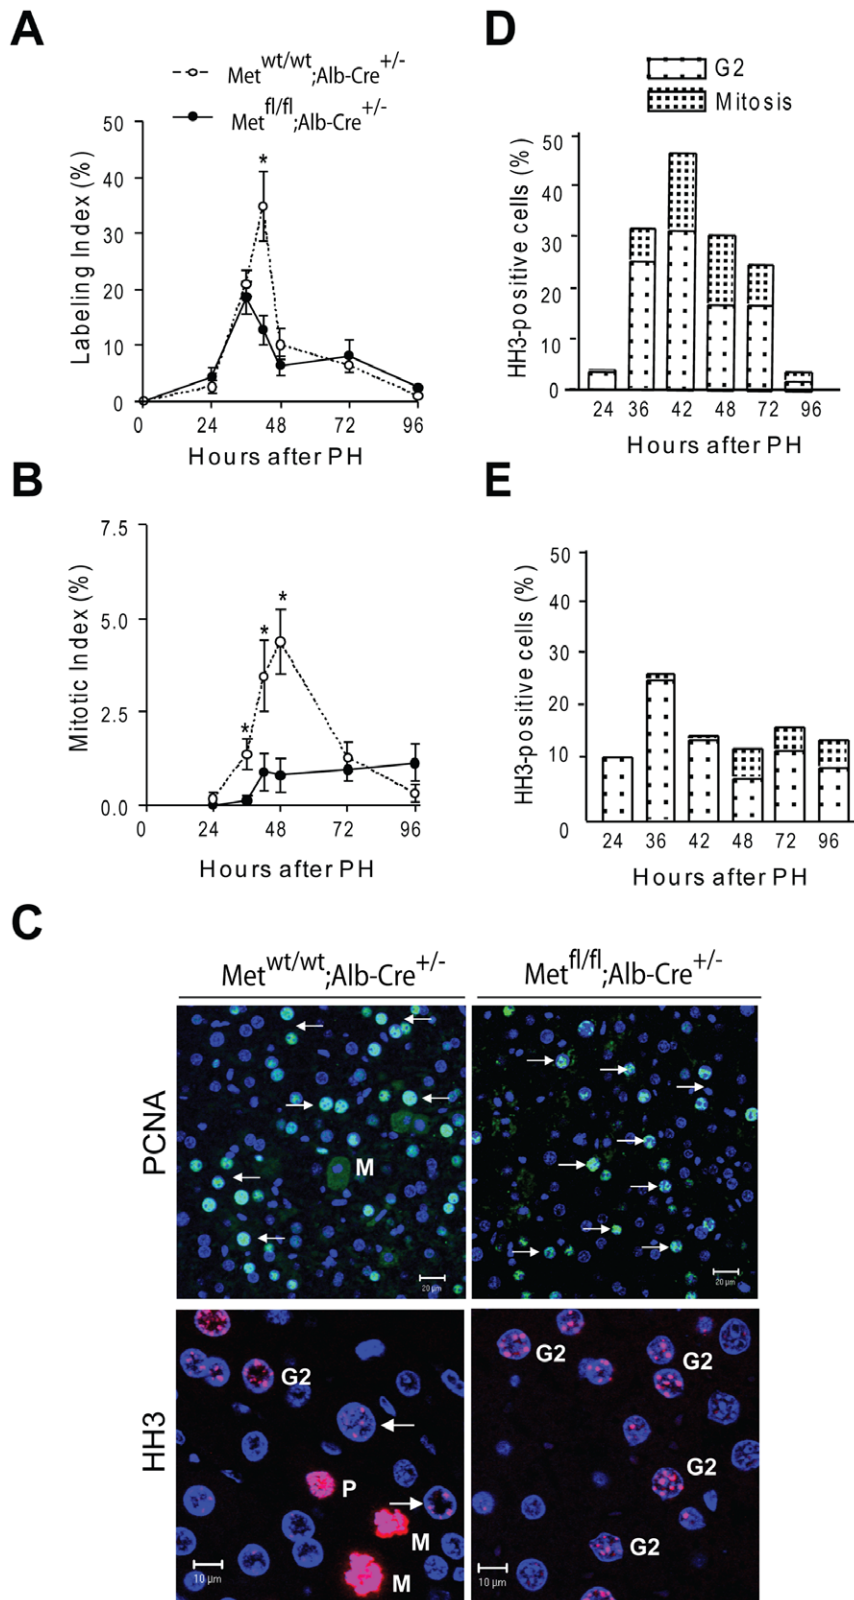 A
Met wt/wt;Alb-Cre +/-
Met fl/fl;Alb-Cre +/-
Labeling Index (%)
50
40
30
20
10
0
*
0 24 48 72 96
Hours after PH
B
Mitotic Index (%)
7.5
5.0
2.5
0.0
* * *
0 24 48 72 96
Hours after PH
D
G2
Mitosis
HH3-positive cells (%)
50
40
30
20
10
0
24 36 42 48 72 96
Hours after PH
E
HH3-positive cells (%)
50
40
30
20
10
0
24 36 42 48 72 96
Hours after PH
C
Met wt/wt;Alb-Cre +/-
Met fl/fl;Alb-Cre +/-
PCNA
M
20 µm
20 µm
HH3
G2
P
M
M
10 µm
G2
G2
G2
G2
10 µm